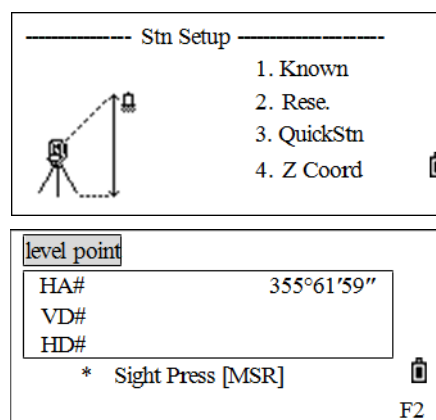 ---------------- Stn Setup ----------------------
1. Known
2. Rese.
3. QuickStn
4. Z Coord
level point
HA# 355°61′59″
VD#
HD#
* Sight Press [MSR]
F2